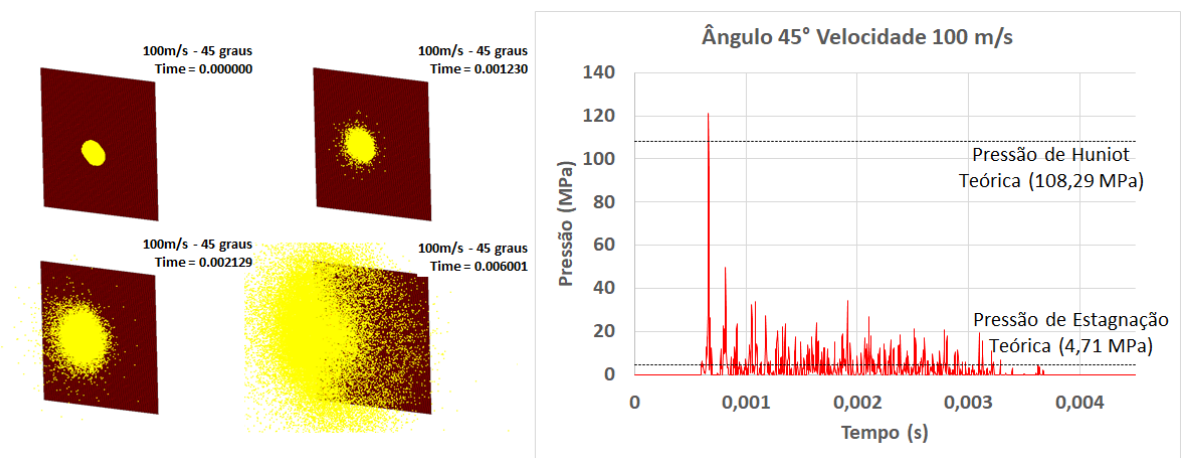 100m/s - 45 graus
Time = 0.000000
100m/s - 45 graus
Time = 0.001230
100m/s - 45 graus
Time = 0.002129
100m/s - 45 graus
Time = 0.006001
Ângulo 45° Velocidade 100 m/s
Pressão (MPa)
140
120
100
80
60
40
20
0
Pressão de Huniot
Teórica (108,29 MPa)
Pressão de Estagnação
Teórica (4,71 MPa)
0
0,001
0,002
0,003
0,004
Tempo (s)